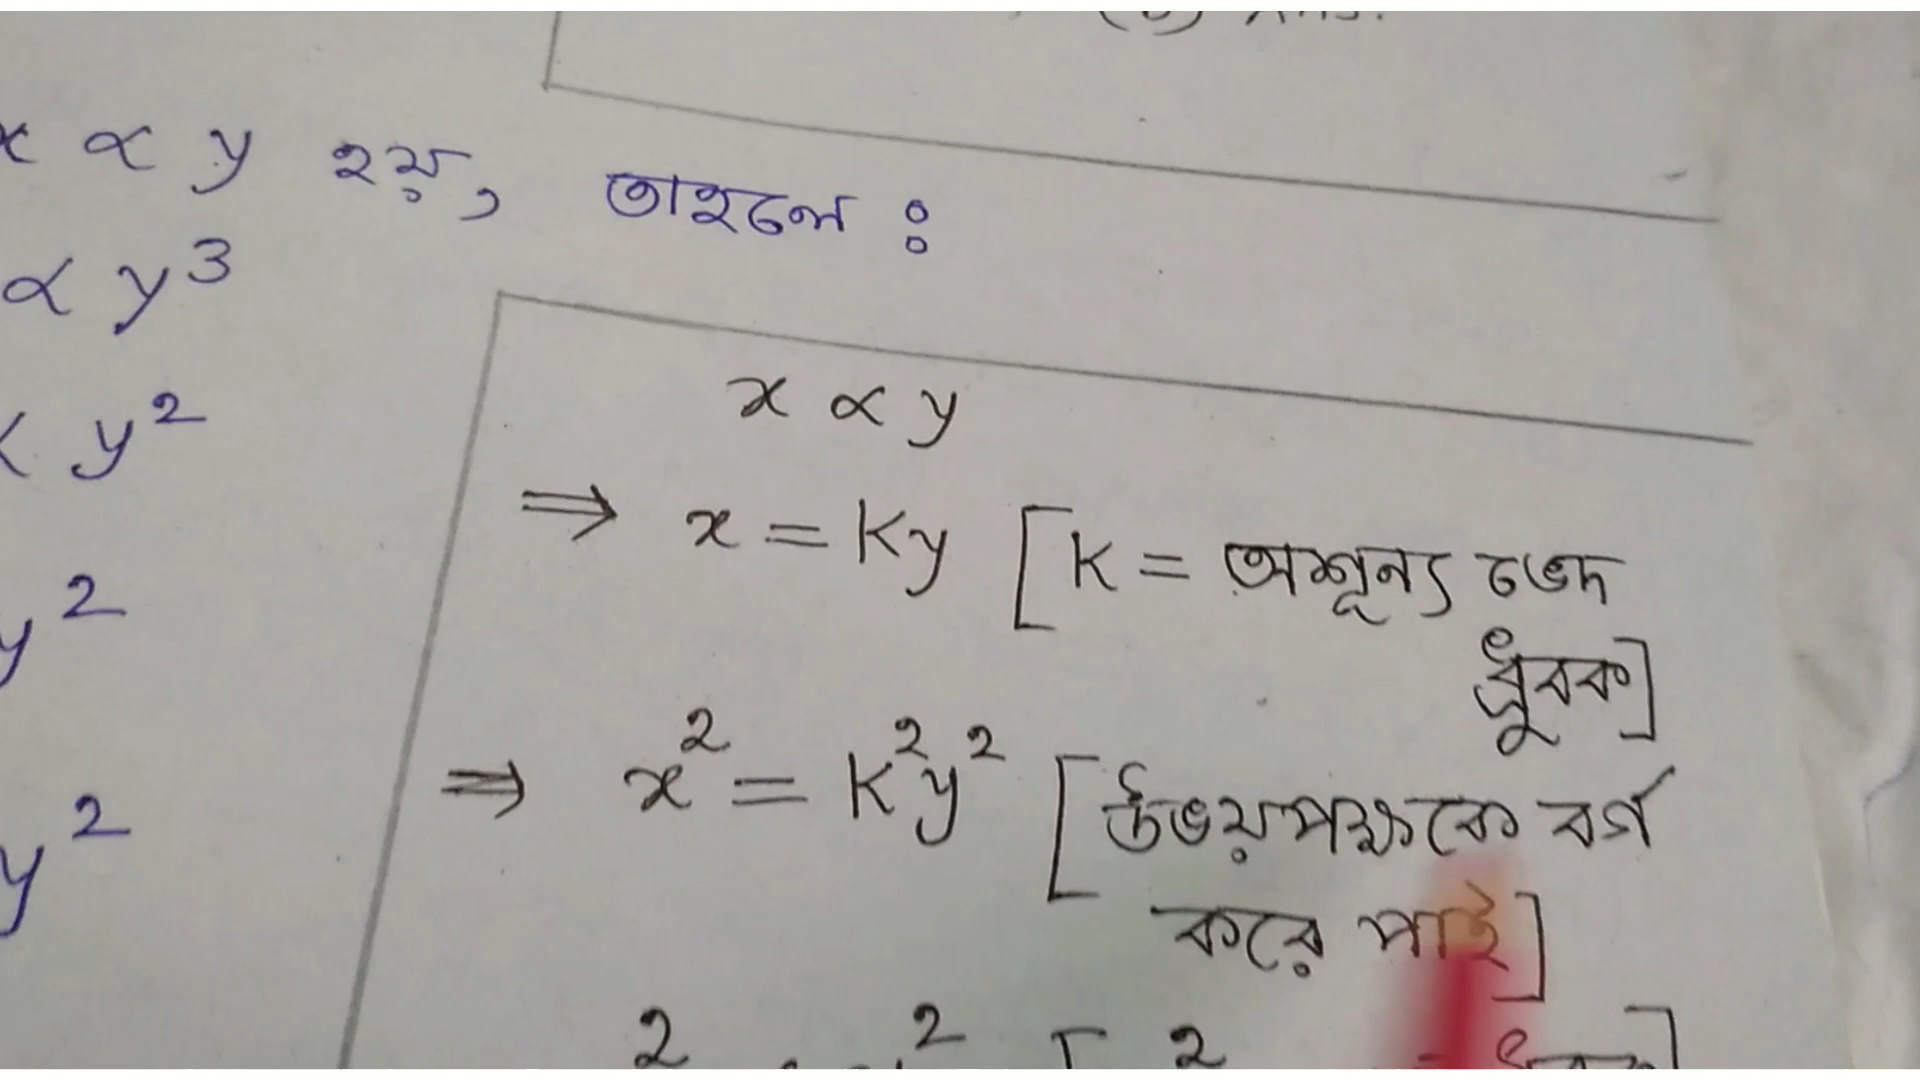 x ∝ y হয়, তাহলে :
∝ y³
y²
y²
y²
x ∝ y
⇒ x = Ky [K = অশূন্য ভেদ
ধ্রুবক]
⇒ x² = K²y² [উভয়পক্ষকে বর্গ
করে পাই]